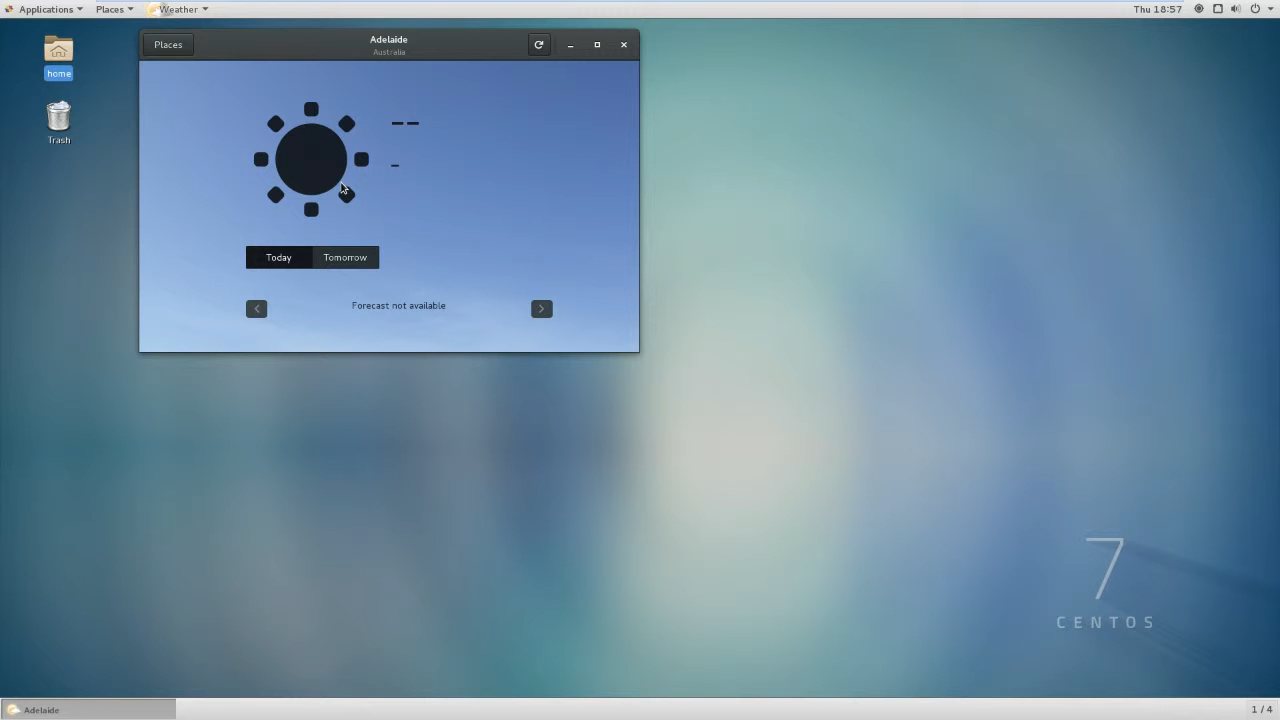 Applications Places Weather Thu 18:57
home
Trash
Places
Adelaide
Australia
--
-
Today Tomorrow
Forecast not available
7
CENTOS
Adelaide 1 / 4